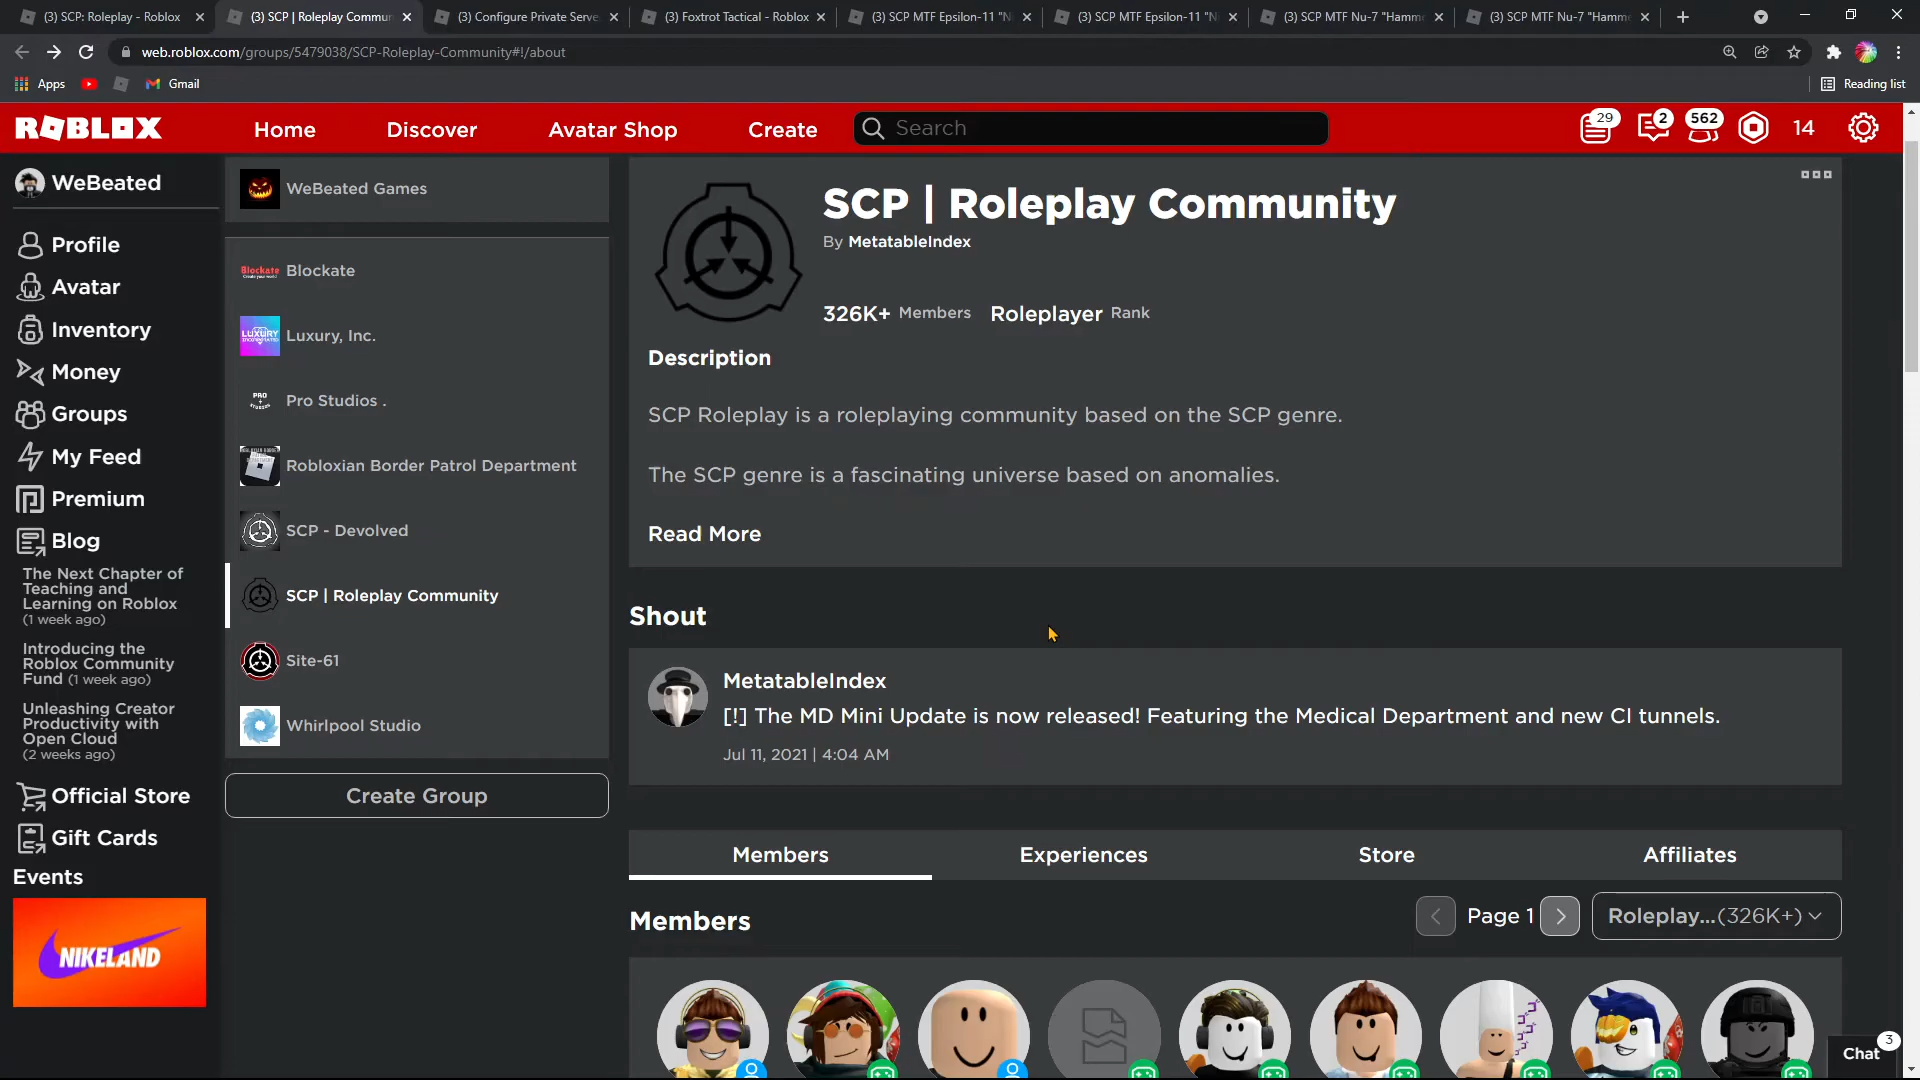 (3) SCP: Roleplay - Roblox
(3) SCP | Roleplay Commun
(3) Configure Private Serve
(3) Foxtrot Tactical - Roblox
(3) SCP MTF Epsilon-11 "N
(3) SCP MTF Epsilon-11 "N
(3) SCP MTF Nu-7 "Hamm
(3) SCP MTF Nu-7 "Hamme
web.roblox.com/groups/5479038/SCP-Roleplay-Community#!/about
Apps
Gmail
Reading list
ROBLOX
Home
Discover
Avatar Shop
Create
Search
29
2
562
14
WeBeated
Profile
Avatar
Inventory
Money
Groups
My Feed
Premium
Blog
The Next Chapter of
Teaching and
Learning on Roblox
(1 week ago)
Introducing the
Roblox Community
Fund (1 week ago)
Unleashing Creator
Productivity with
Open Cloud
(2 weeks ago)
Official Store
Gift Cards
Events
NIKELAND
WeBeated Games
Blockate
Blockate
LUXURY
Luxury, Inc.
PRO
Pro Studios .
Robloxian Border Patrol Department
SCP - Devolved
SCP | Roleplay Community
Site-61
Whirlpool Studio
Create Group
SCP | Roleplay Community
By MetatableIndex
326K+ Members Roleplayer Rank
Description
SCP Roleplay is a roleplaying community based on the SCP genre.
The SCP genre is a fascinating universe based on anomalies.
Read More
Shout
MetatableIndex
[!] The MD Mini Update is now released! Featuring the Medical Department and new CI tunnels.
Jul 11, 2021 | 4:04 AM
Members
Experiences
Store
Affiliates
Members
Page 1
Roleplay...(326K+)
Chat
3